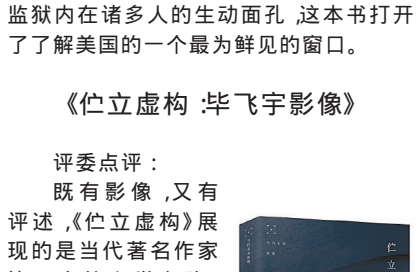 监狱内在诸多人的生动面孔,这本书打开
了了解美国的一个最为鲜见的窗口。
《伫立虚构:毕飞宇影像》
评委点评:
既有影像,又有
评述,《伫立虚构》展
现的是当代著名作家
伫立